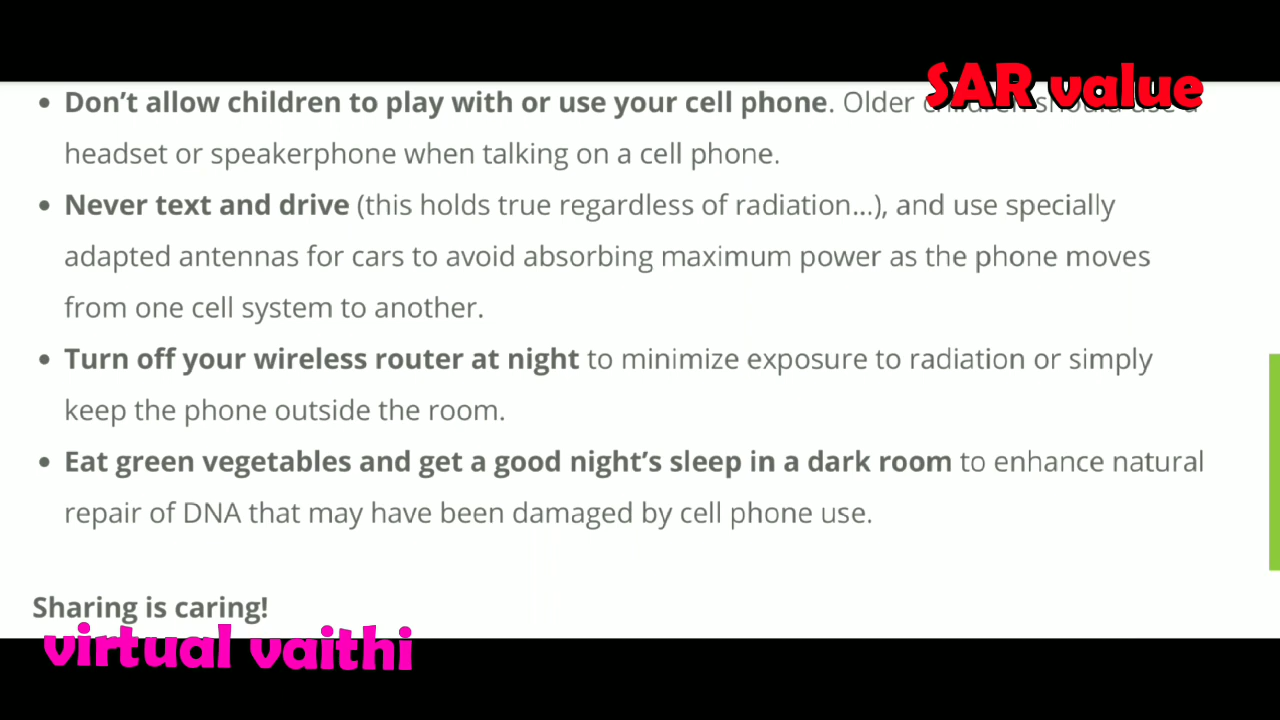 SAR value
• Don't allow children to play with or use your cell phone. Older children should use a
headset or speakerphone when talking on a cell phone.
• Never text and drive (this holds true regardless of radiation...), and use specially
adapted antennas for cars to avoid absorbing maximum power as the phone moves
from one cell system to another.
• Turn off your wireless router at night to minimize exposure to radiation or simply
keep the phone outside the room.
• Eat green vegetables and get a good night's sleep in a dark room to enhance natural
repair of DNA that may have been damaged by cell phone use.
Sharing is caring!
virtual vaithi